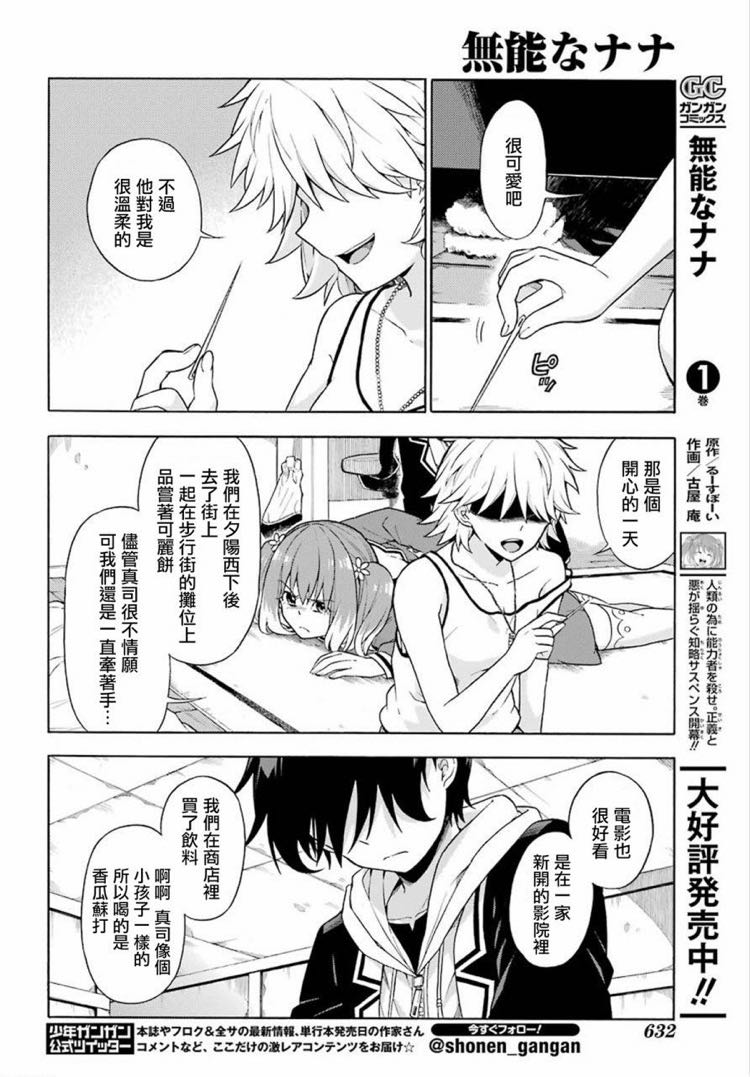 無能なナナ
很可愛吧
ピッ
不過
他對我是
很溫柔的
那是個
開心的一天
我們在夕陽西下後
去了街上
一起在步行街的攤位上
品嘗著可麗餅
儘管真司很不情願
可我們還是一直牽著手…
電影也
很好看
是在一家
新開的影院裡
我們在商店裡
買了飲料
啊啊 真司像個
小孩子一樣的
所以喝的是
香瓜蘇打
GC
ガンガン
コミックス
無能なナナ
1
巻
原作/るーすぼーい
作画/古屋 庵
人類の為に能力者を殺せ。正義と
悪が揺らぐ知略サスペンス開幕!!
大好評発売中!!
少年ガンガン
公式ツイッター
本誌やフロク&全サの最新情報、単行本発売日の作家さん
コメントなど、ここだけの激レアコンテンツをお届け☆
今すぐフォロー!
@shonen_gangan
632